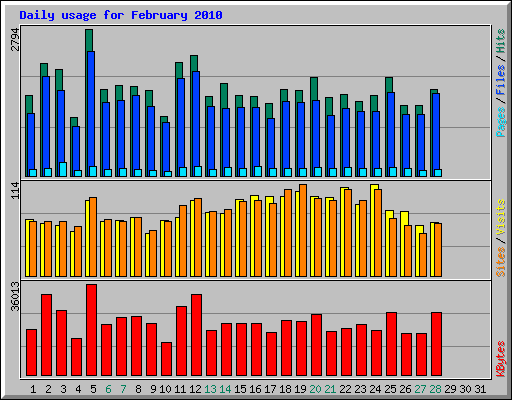 Daily usage for February 2010
2794
Pages / Files / Hits
114
Sites / Visits
36013
KBytes
1 2 3 4 5 6 7 8 9 10 11 12 13 14 15 16 17 18 19 20 21 22 23 24 25 26 27 28 29 30 31